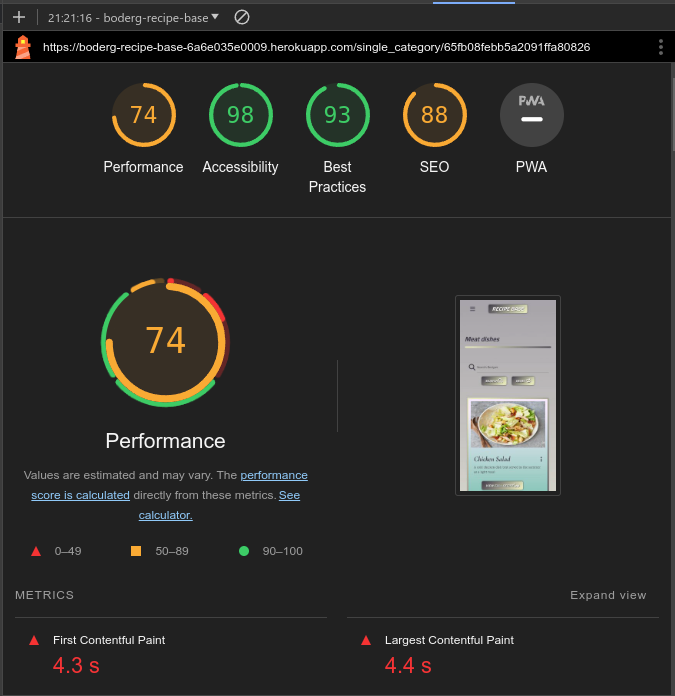 21:21:16 - boderg-recipe-base
https://boderg-recipe-base-6a6e035e0009.herokuapp.com/single_category/65fb08febb5a2091ffa80826
74
98
93
88
PWA
Performance
Accessibility
Best
Practices
SEO
PWA
74
Performance
Values are estimated and may vary. The performance
score is calculated directly from these metrics. See
calculator.
0–49
50–89
90–100
RECIPE BASE
Meat dishes
Chicken Salad
METRICS
Expand view
First Contentful Paint
4.3 s
Largest Contentful Paint
4.4 s